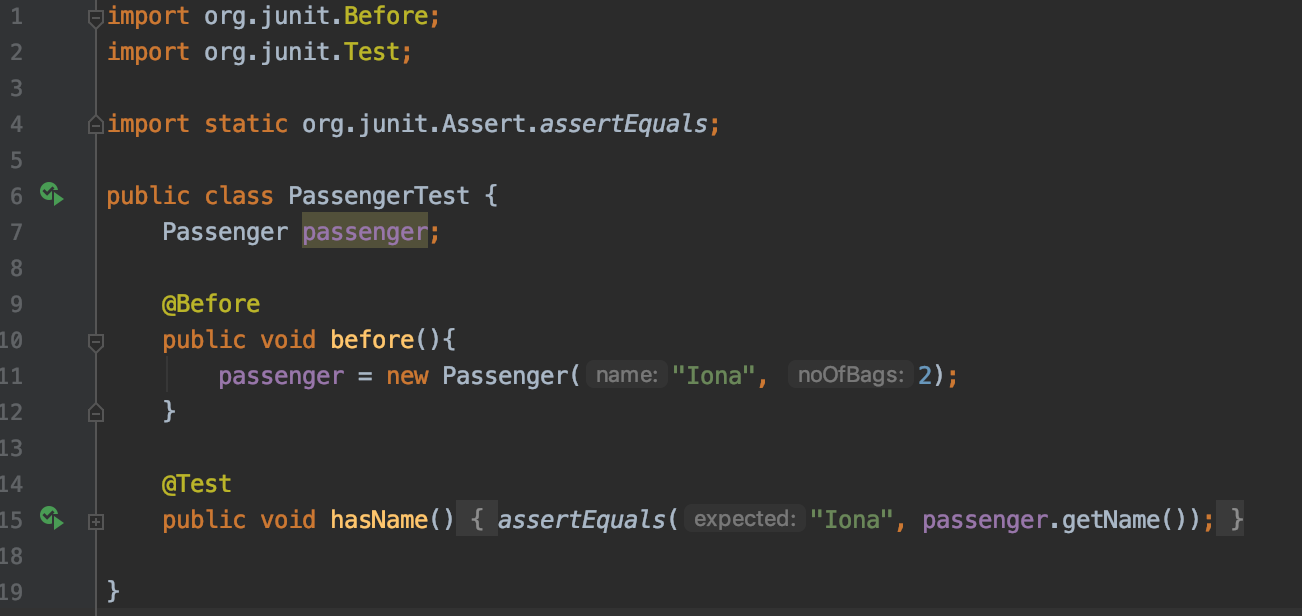 1 import org.junit.Before;
2 import org.junit.Test;
3
4 import static org.junit.Assert.assertEquals;
5
6 public class PassengerTest {
7 Passenger passenger;
8
9 @Before
10 public void before(){
11 passenger = new Passenger( name: "Iona", noOfBags: 2);
12 }
13
14 @Test
15 public void hasName() { assertEquals( expected: "Iona", passenger.getName()); }
18
19 }